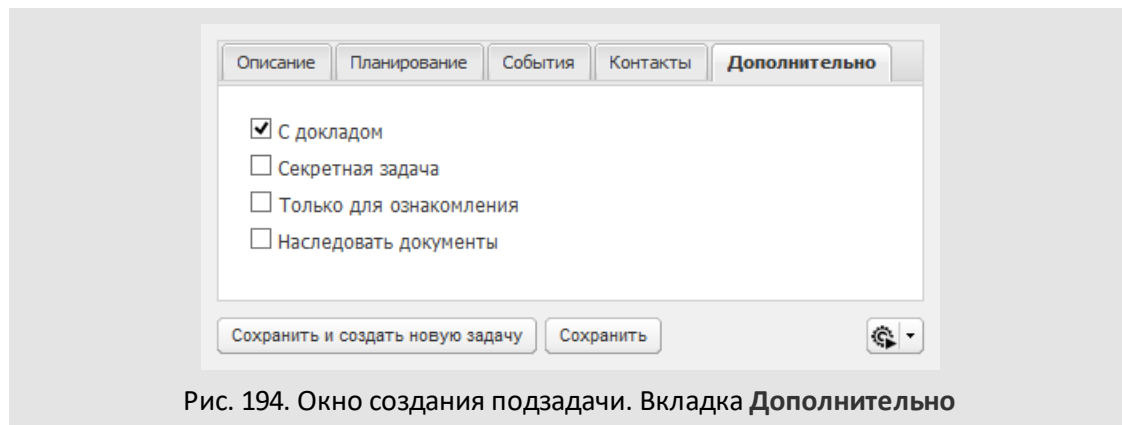 Описание Планирование События Контакты Дополнительно
С докладом
Секретная задача
Только для ознакомления
Наследовать документы
Сохранить и создать новую задачу Сохранить
Рис. 194. Окно создания подзадачи. Вкладка Дополнительно